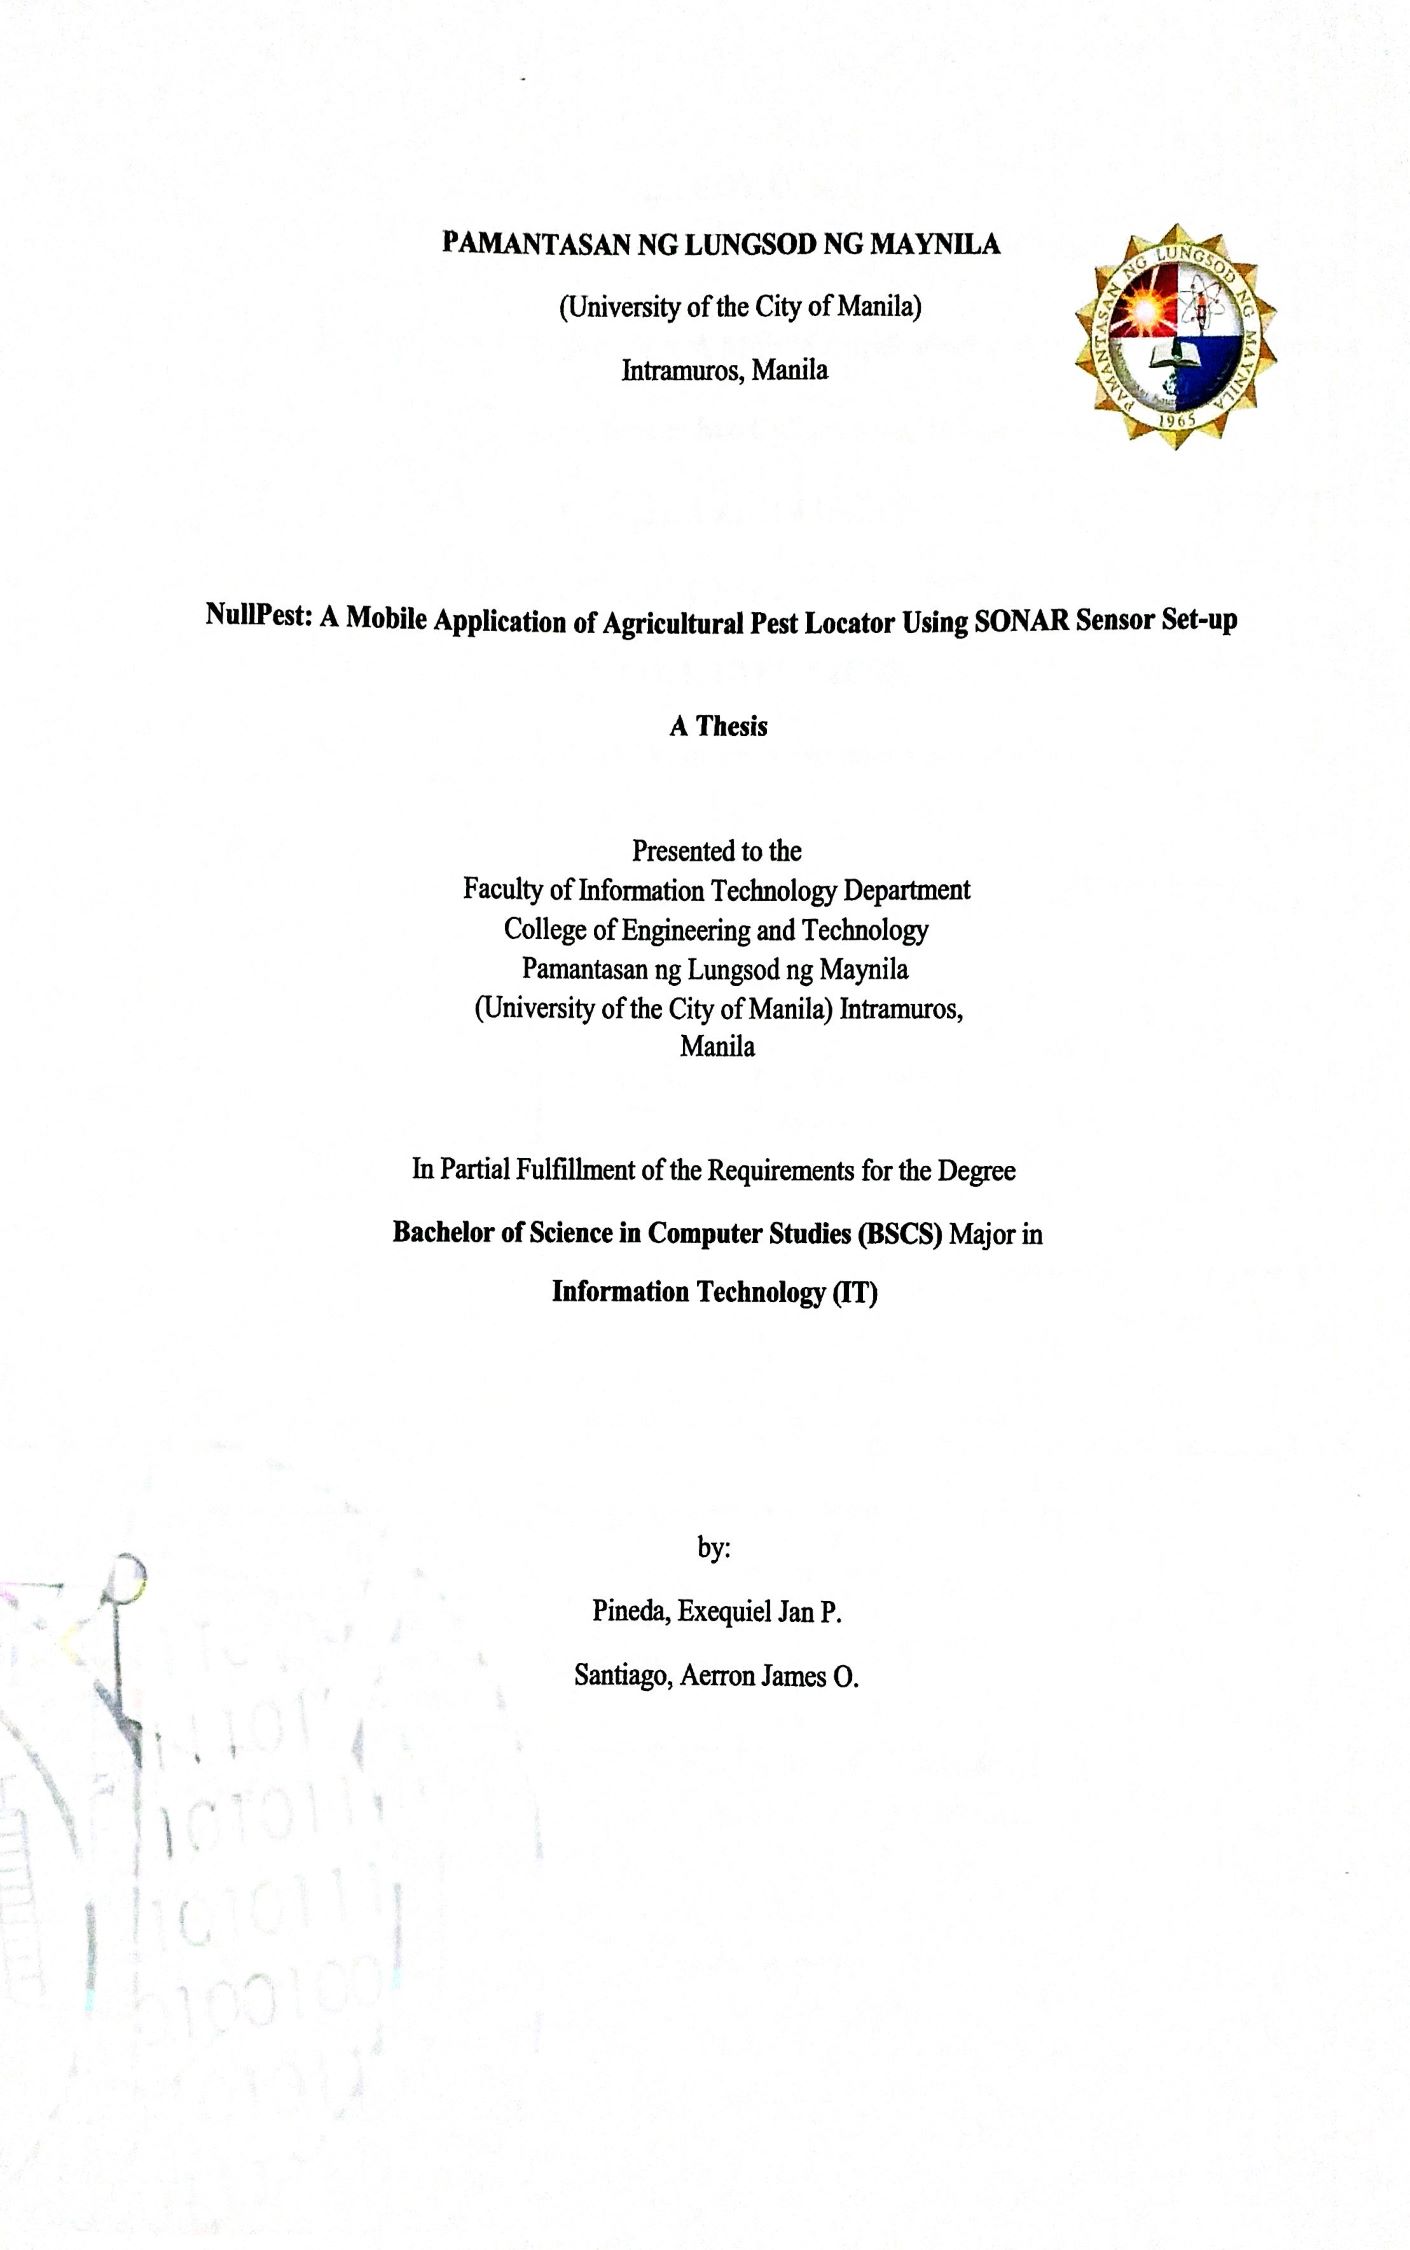 PAMANTASAN NG LUNGSOD NG MAYNILA
(University of the City of Manila)
Intramuros, Manila
PAMANTASAN NG LUNGSOD NG MAYNILA
1965
NullPest: A Mobile Application of Agricultural Pest Locator Using SONAR Sensor Set-up
A Thesis
Presented to the
Faculty of Information Technology Department
College of Engineering and Technology
Pamantasan ng Lungsod ng Maynila
(University of the City of Manila) Intramuros,
Manila
In Partial Fulfillment of the Requirements for the Degree
Bachelor of Science in Computer Studies (BSCS) Major in
Information Technology (IT)
by:
Pineda, Exequiel Jan P.
Santiago, Aerron James O.